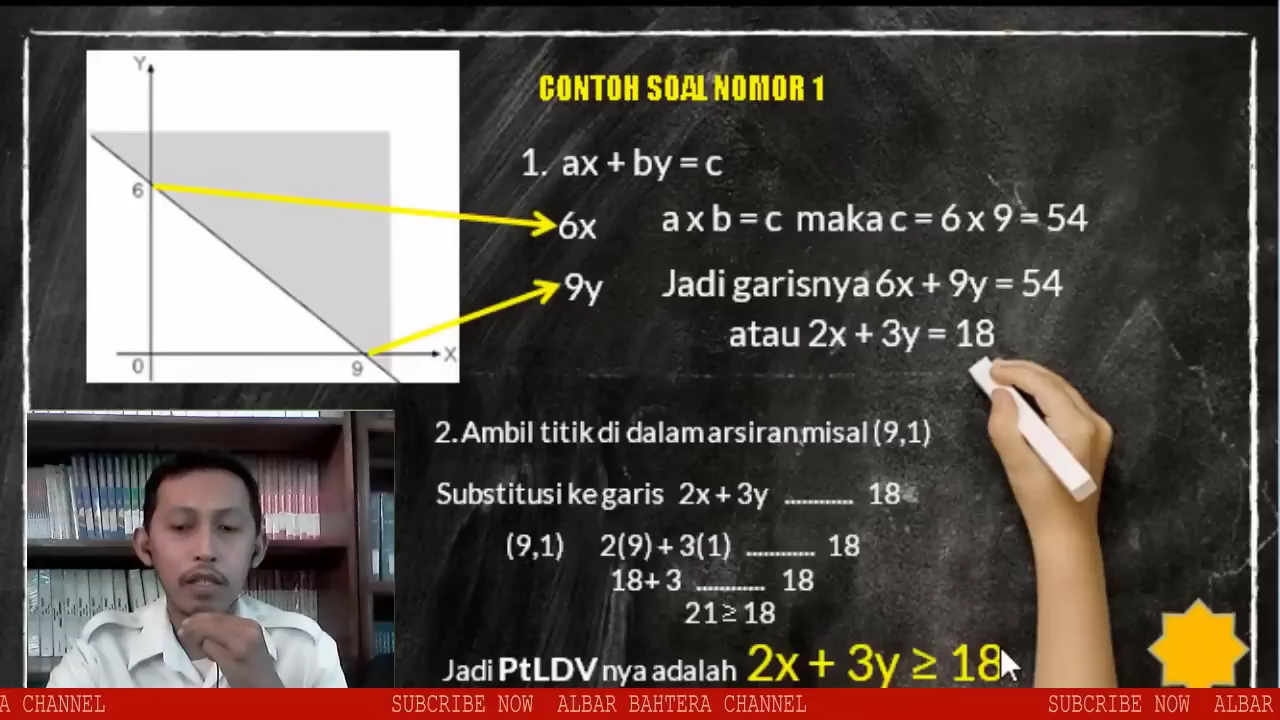 CONTOH SOAL NOMOR 1
Y
6
0
9
X
1. ax + by = c
6x
a x b = c maka c = 6 x 9 = 54
9y
Jadi garisnya 6x + 9y = 54
atau 2x + 3y = 18
2. Ambil titik di dalam arsiran,misal (9,1)
Substitusi ke garis 2x + 3y ............ 18
(9,1) 2(9) + 3(1) ............ 18
18+ 3 ............ 18
21 ≥ 18
Jadi PtLDV nya adalah 2x + 3y ≥ 18
A CHANNEL SUBCRIBE NOW ALBAR BAHTERA CHANNEL SUBCRIBE NOW ALBAR